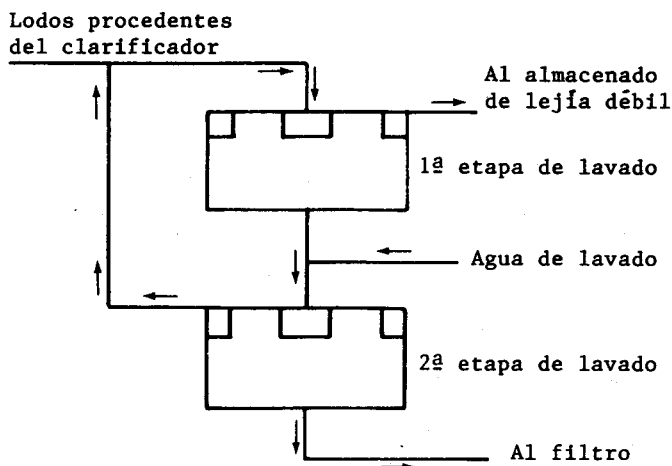 Lodos procedentes
del clarificador
Al almacenado
de lejía débil
1ª etapa de lavado
Agua de lavado
2ª etapa de lavado
Al filtro